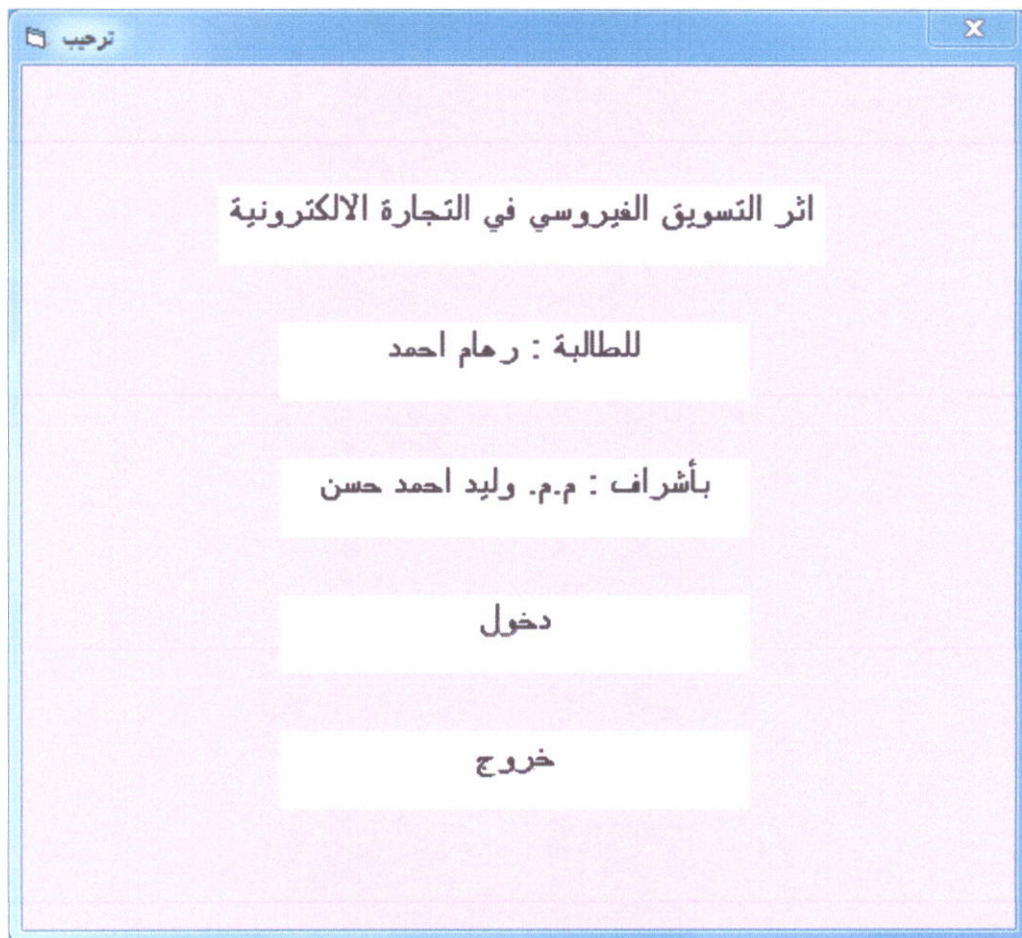 ترحيب
اثر التسويق الفيروسي في التجارة الالكترونية
للطالبة : رهام احمد
بأشراف : م.م. وليد احمد حسن
دخول
خروج